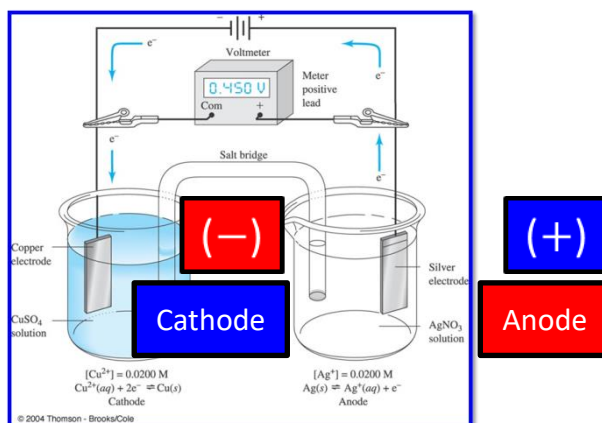 − +
e⁻ e⁻
Voltmeter
0.450 V
Meter
positive
lead
Com +
e⁻
Salt bridge
e⁻
(−) (+)
Copper
electrode
Silver
electrode
CuSO₄
solution
Cathode
AgNO₃
solution
Anode
[Cu²⁺] = 0.0200 M
Cu²⁺(aq) + 2e⁻ ⇌ Cu(s)
Cathode
[Ag⁺] = 0.0200 M
Ag(s) ⇌ Ag⁺(aq) + e⁻
Anode
© 2004 Thomson - Brooks/Cole